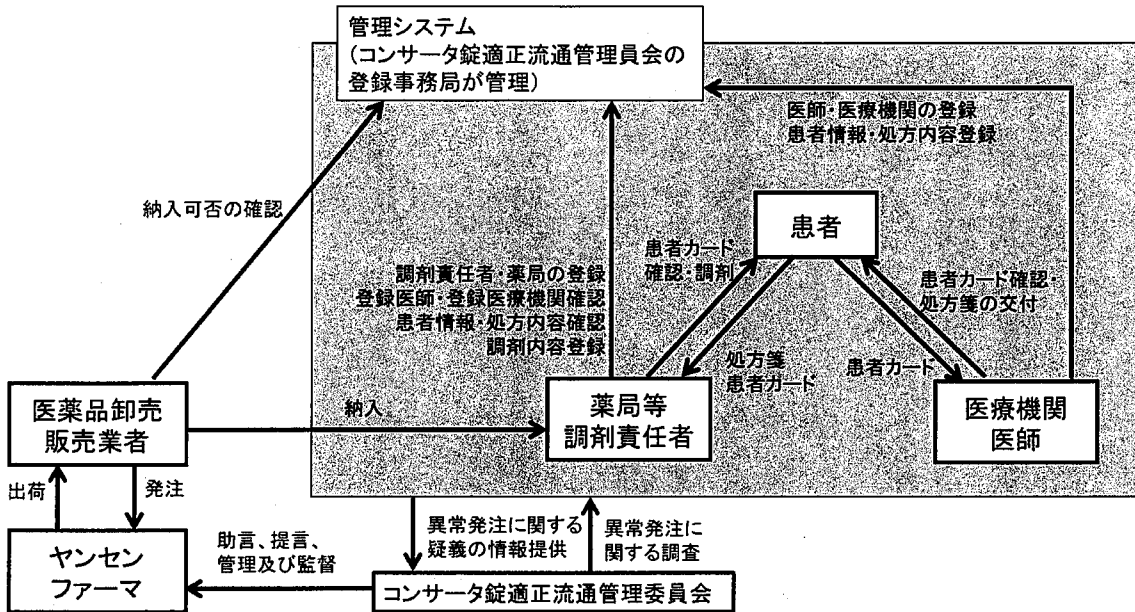 管理システム
(コンサータ錠適正流通管理員会の
登録事務局が管理)
医師・医療機関の登録
患者情報・処方内容登録
納入可否の確認
患者
患者カード
確認・調剤
調剤責任者・薬局の登録
登録医師・登録医療機関確認
患者情報・処方内容確認
調剤内容登録
患者カード確認・
処方箋の交付
処方箋
患者カード
患者カード
医薬品卸売
販売業者
納入
薬局等
調剤責任者
医療機関
医師
出荷
発注
ヤンセン
ファーマ
助言、提言、
管理及び監督
異常発注に関する
疑義の情報提供
異常発注に
関する調査
コンサータ錠適正流通管理委員会